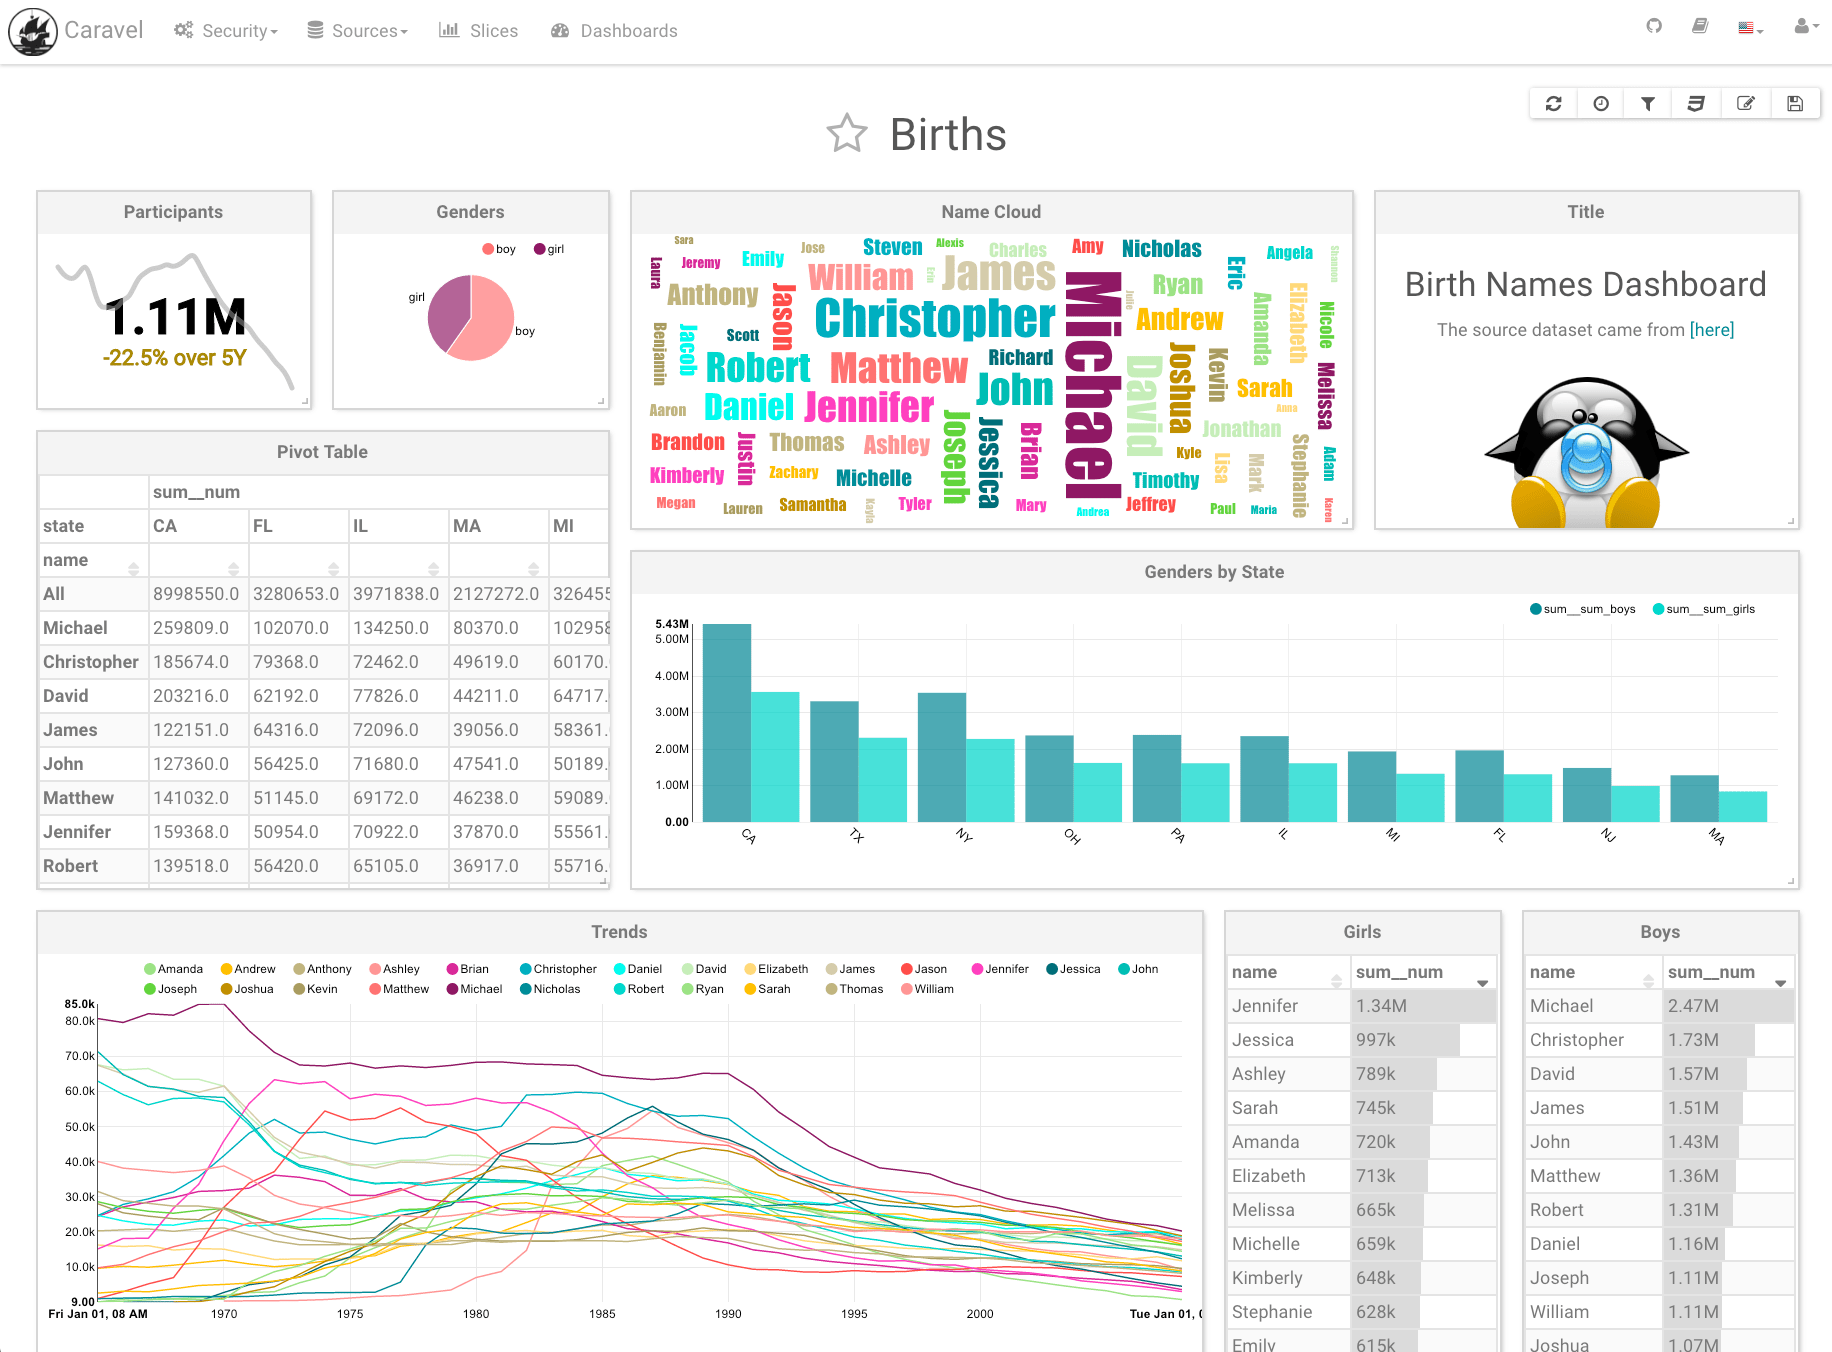 Caravel Security Sources Slices Dashboards
Births
Participants
1.11M
-22.5% over 5Y
Genders
boy girl
girl
boy
Name Cloud
Sara Jose Steven Alexis Charles Amy Nicholas Angela Shannon
Laura Jeremy Emily William Erin James Eric
Anthony Jason Christopher Michael Julie Ryan Amanda Elizabeth Nicole
Benjamin Jacob Scott Andrew
Robert Matthew Richard David Joshua Kevin Melissa
John Sarah
Aaron Daniel Jennifer Joseph Jessica Anna
Brandon Justin Thomas Ashley Brian Jonathan Stephanie
Kimberly Zachary Michelle Kyle Lisa Mark Adam
Timothy
Megan Lauren Samantha Kayla Tyler Mary Andrea Jeffrey Paul Maria Karen
Title
Birth Names Dashboard
The source dataset came from [here]
Pivot Table
sum__num
state CA FL IL MA MI
name
All 8998550.0 3280653.0 3971838.0 2127272.0 326455
Michael 259809.0 102070.0 134250.0 80370.0 102958
Christopher 185674.0 79368.0 72462.0 49619.0 60170.
David 203216.0 62192.0 77826.0 44211.0 64717.
James 122151.0 64316.0 72096.0 39056.0 58361.
John 127360.0 56425.0 71680.0 47541.0 50189.
Matthew 141032.0 51145.0 69172.0 46238.0 59089.
Jennifer 159368.0 50954.0 70922.0 37870.0 55561.
Robert 139518.0 56420.0 65105.0 36917.0 55716.
Genders by State
sum__sum_boys sum__sum_girls
5.43M
5.00M
4.00M
3.00M
2.00M
1.00M
0.00
CA TX NY OH PA IL MI FL NJ MA
Trends
Amanda Andrew Anthony Ashley Brian Christopher Daniel David Elizabeth James Jason Jennifer Jessica John
Joseph Joshua Kevin Matthew Michael Nicholas Robert Ryan Sarah Thomas William
85.0k
80.0k
70.0k
60.0k
50.0k
40.0k
30.0k
20.0k
10.0k
9.00
Fri Jan 01, 08 AM 1970 1975 1980 1985 1990 1995 2000 Tue Jan 01, 0
Girls
name sum__num
Jennifer 1.34M
Jessica 997k
Ashley 789k
Sarah 745k
Amanda 720k
Elizabeth 713k
Melissa 665k
Michelle 659k
Kimberly 648k
Stephanie 628k
Emily 615k
Boys
name sum__num
Michael 2.47M
Christopher 1.73M
David 1.57M
James 1.51M
John 1.43M
Matthew 1.36M
Robert 1.31M
Daniel 1.16M
Joseph 1.11M
William 1.11M
Joshua 1.07M